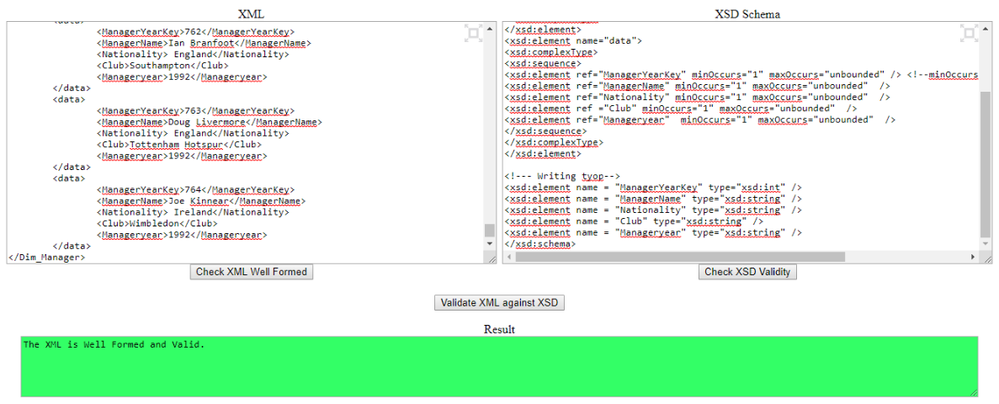 XML
<data>
<ManagerYearKey>762</ManagerYearKey>
<ManagerName>Ian Branfoot</ManagerName>
<Nationality> England</Nationality>
<Club>Southampton</Club>
<Manageryear>1992</Manageryear>
</data>
<data>
<ManagerYearKey>763</ManagerYearKey>
<ManagerName>Doug Livermore</ManagerName>
<Nationality> England</Nationality>
<Club>Tottenham Hotspur</Club>
<Manageryear>1992</Manageryear>
</data>
<data>
<ManagerYearKey>764</ManagerYearKey>
<ManagerName>Joe Kinnear</ManagerName>
<Nationality> Ireland</Nationality>
<Club>Wimbledon</Club>
<Manageryear>1992</Manageryear>
</data>
</Dim_Manager>
Check XML Well Formed
XSD Schema
</xsd:element>
<xsd:element name="data">
<xsd:complexType>
<xsd:sequence>
<xsd:element ref="ManagerYearKey" minOccurs="1" maxOccurs="unbounded" /> <!--minOccurs
<xsd:element ref="ManagerName" minOccurs="1" maxOccurs="unbounded"  />
<xsd:element ref="Nationality" minOccurs="1" maxOccurs="unbounded"  />
<xsd:element ref ="Club" minOccurs="1" maxOccurs="unbounded"  />
<xsd:element ref="Manageryear"  minOccurs="1" maxOccurs="unbounded"  />
</xsd:sequence>
</xsd:complexType>
</xsd:element>
<!--- Writing tyop-->
<xsd:element name = "ManagerYearKey" type="xsd:int" />
<xsd:element name = "ManagerName" type="xsd:string" />
<xsd:element name = "Nationality" type="xsd:string" />
<xsd:element name = "Club" type="xsd:string" />
<xsd:element name = "Manageryear" type="xsd:string" />
</xsd:schema>
Check XSD Validity
Validate XML against XSD
Result
The XML is Well Formed and Valid.